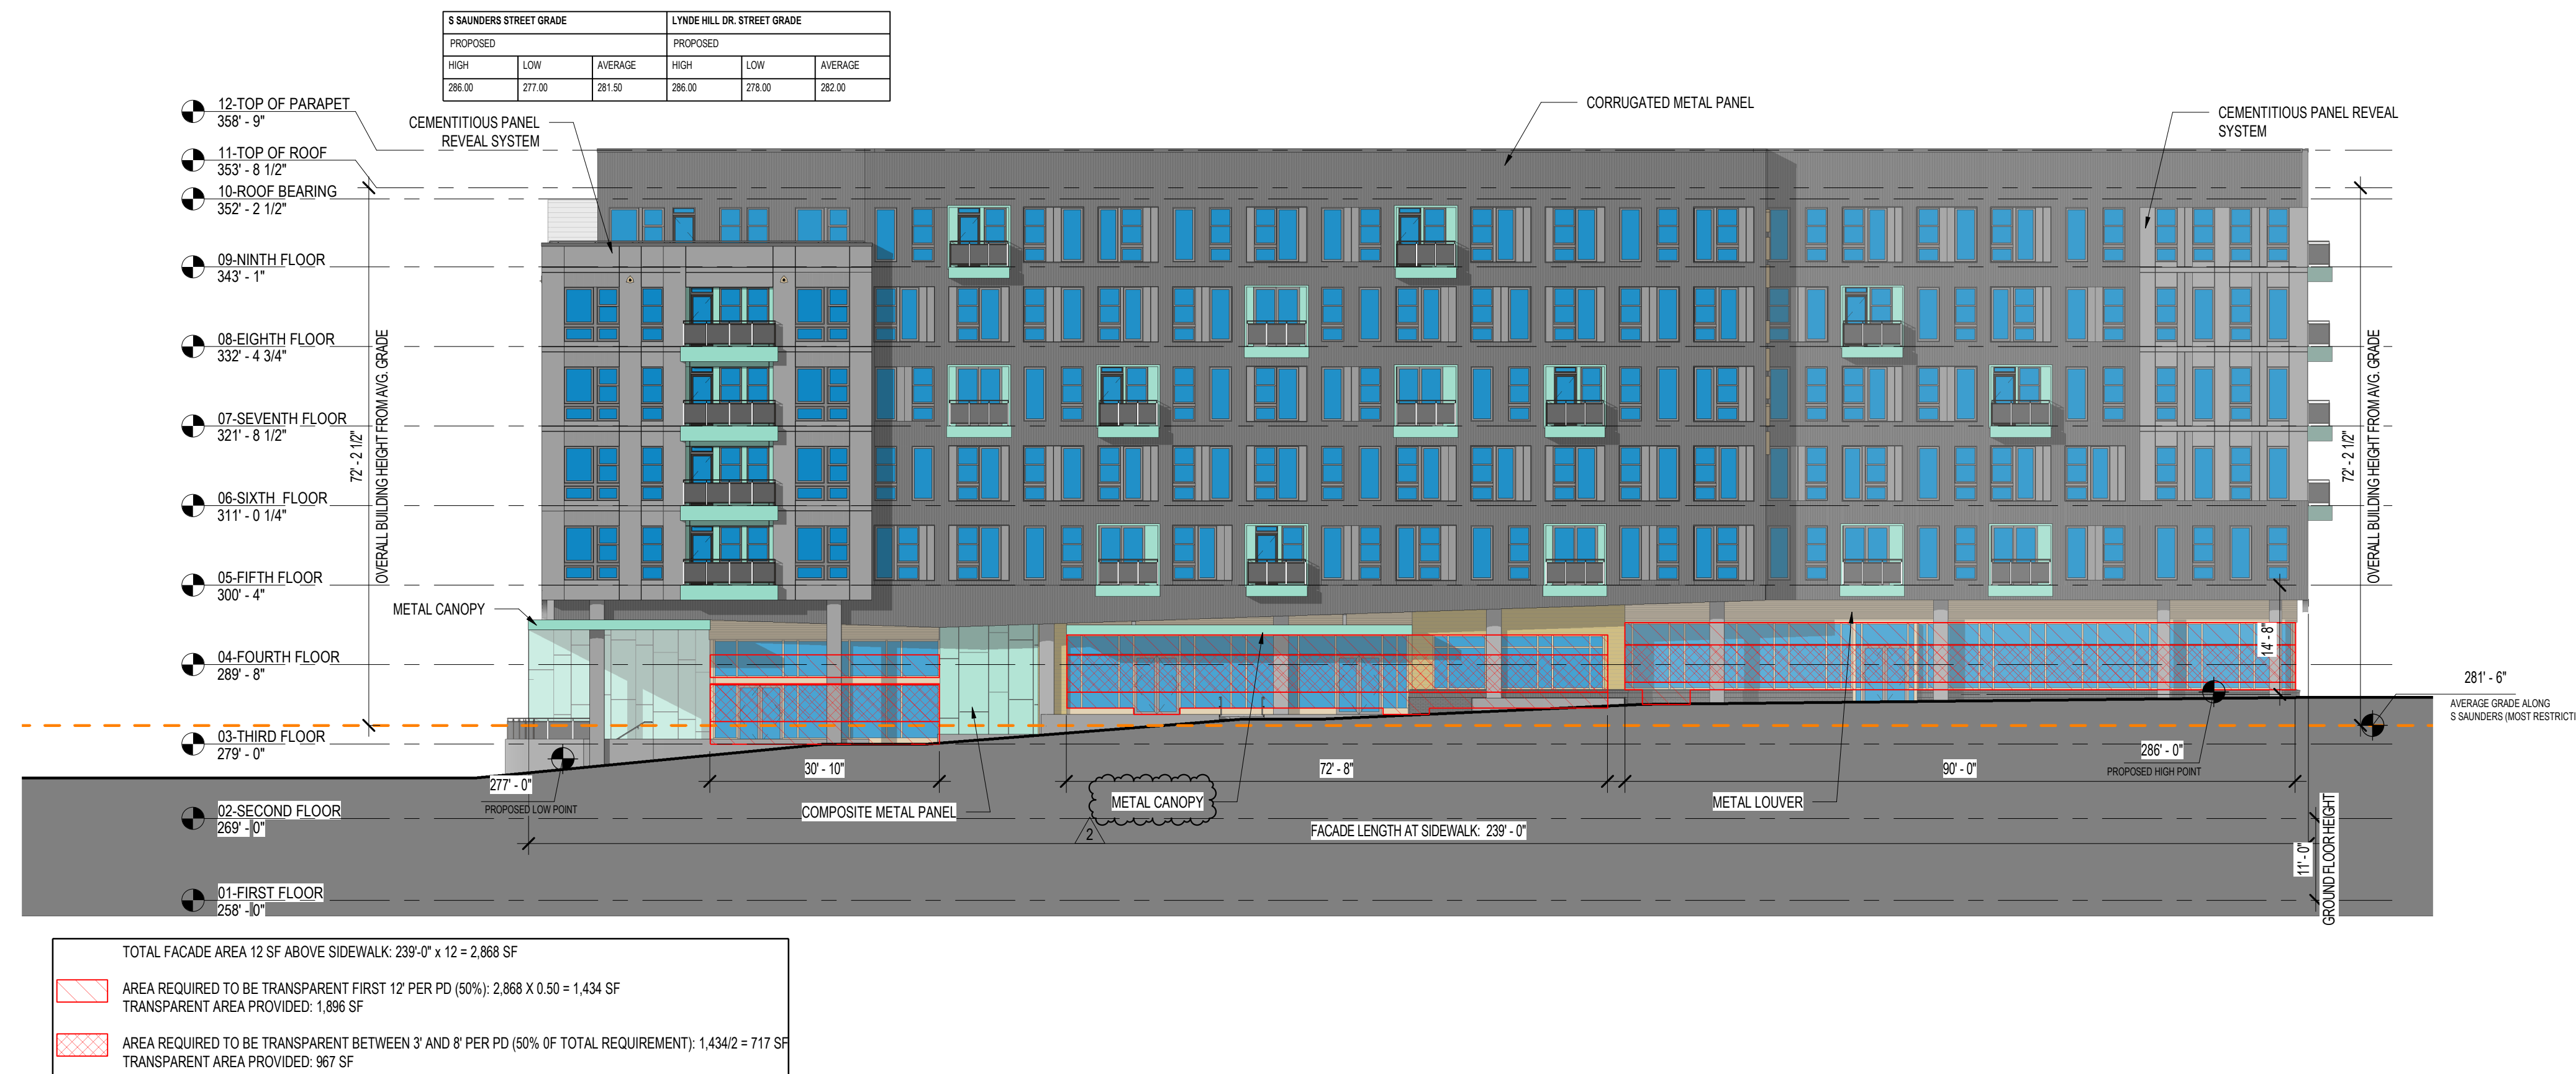 S SAUNDERS STREET GRADE LYNDE HILL DR. STREET GRADE
PROPOSED PROPOSED
HIGH LOW AVERAGE HIGH LOW AVERAGE
286.00 277.00 281.50 286.00 278.00 282.00
12-TOP OF PARAPET
358' - 9"
11-TOP OF ROOF
353' - 8 1/2"
10-ROOF BEARING
352' - 2 1/2"
09-NINTH FLOOR
343' - 1"
08-EIGHTH FLOOR
332' - 4 3/4"
07-SEVENTH FLOOR
321' - 8 1/2"
06-SIXTH FLOOR
311' - 0 1/4"
05-FIFTH FLOOR
300' - 4"
04-FOURTH FLOOR
289' - 8"
03-THIRD FLOOR
279' - 0"
02-SECOND FLOOR
269' - 0"
01-FIRST FLOOR
258' - 0"
CEMENTITIOUS PANEL
REVEAL SYSTEM
CORRUGATED METAL PANEL
CEMENTITIOUS PANEL REVEAL
SYSTEM
72' - 2 1/2"
OVERALL BUILDING HEIGHT FROM AVG. GRADE
72' - 2 1/2"
OVERALL BUILDING HEIGHT FROM AVG. GRADE
METAL CANOPY
14' - 8"
281' - 6"
AVERAGE GRADE ALONG
S SAUNDERS (MOST RESTRICTI
277' - 0"
PROPOSED LOW POINT
30' - 10"
72' - 8"
90' - 0"
286' - 0"
PROPOSED HIGH POINT
COMPOSITE METAL PANEL
METAL CANOPY
2
METAL LOUVER
FACADE LENGTH AT SIDEWALK: 239' - 0"
11' - 0"
GROUND FLOOR HEIGHT
TOTAL FACADE AREA 12 SF ABOVE SIDEWALK: 239'-0" x 12 = 2,868 SF
AREA REQUIRED TO BE TRANSPARENT FIRST 12' PER PD (50%): 2,868 X 0.50 = 1,434 SF
TRANSPARENT AREA PROVIDED: 1,896 SF
AREA REQUIRED TO BE TRANSPARENT BETWEEN 3' AND 8' PER PD (50% 0F TOTAL REQUIREMENT): 1,434/2 = 717 SF
TRANSPARENT AREA PROVIDED: 967 SF